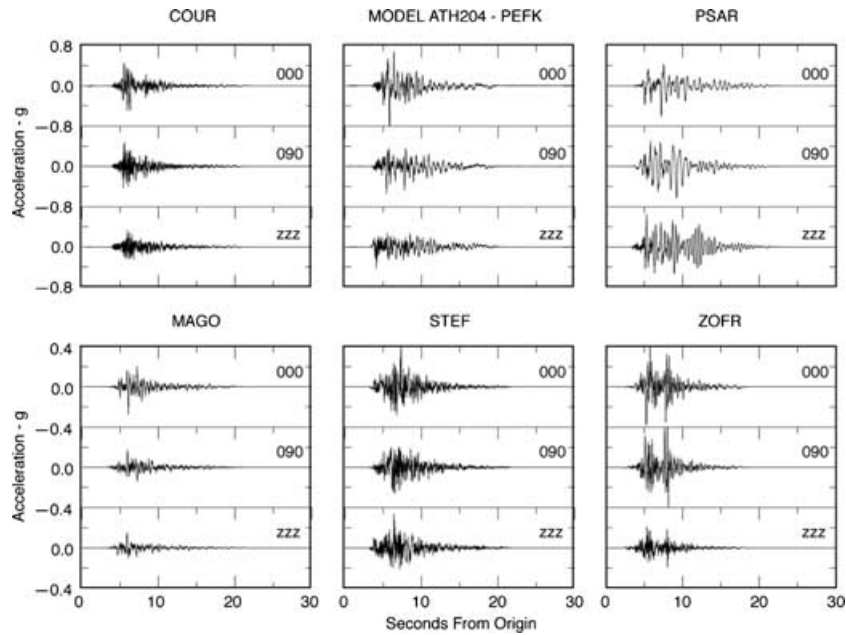 COUR
MODEL ATH204 - PEFK
PSAR
0.8
000
000
000
0.0
Acceleration - g
−0.8
090
090
090
0.0
−0.8
zzz
zzz
zzz
0.0
−0.8
MAGO
STEF
ZOFR
0.4
000
000
000
0.0
Acceleration - g
−0.4
090
090
090
0.0
−0.4
zzz
zzz
zzz
0.0
−0.4
0 10 20 30 0 10 20 30 0 10 20 30
Seconds From Origin